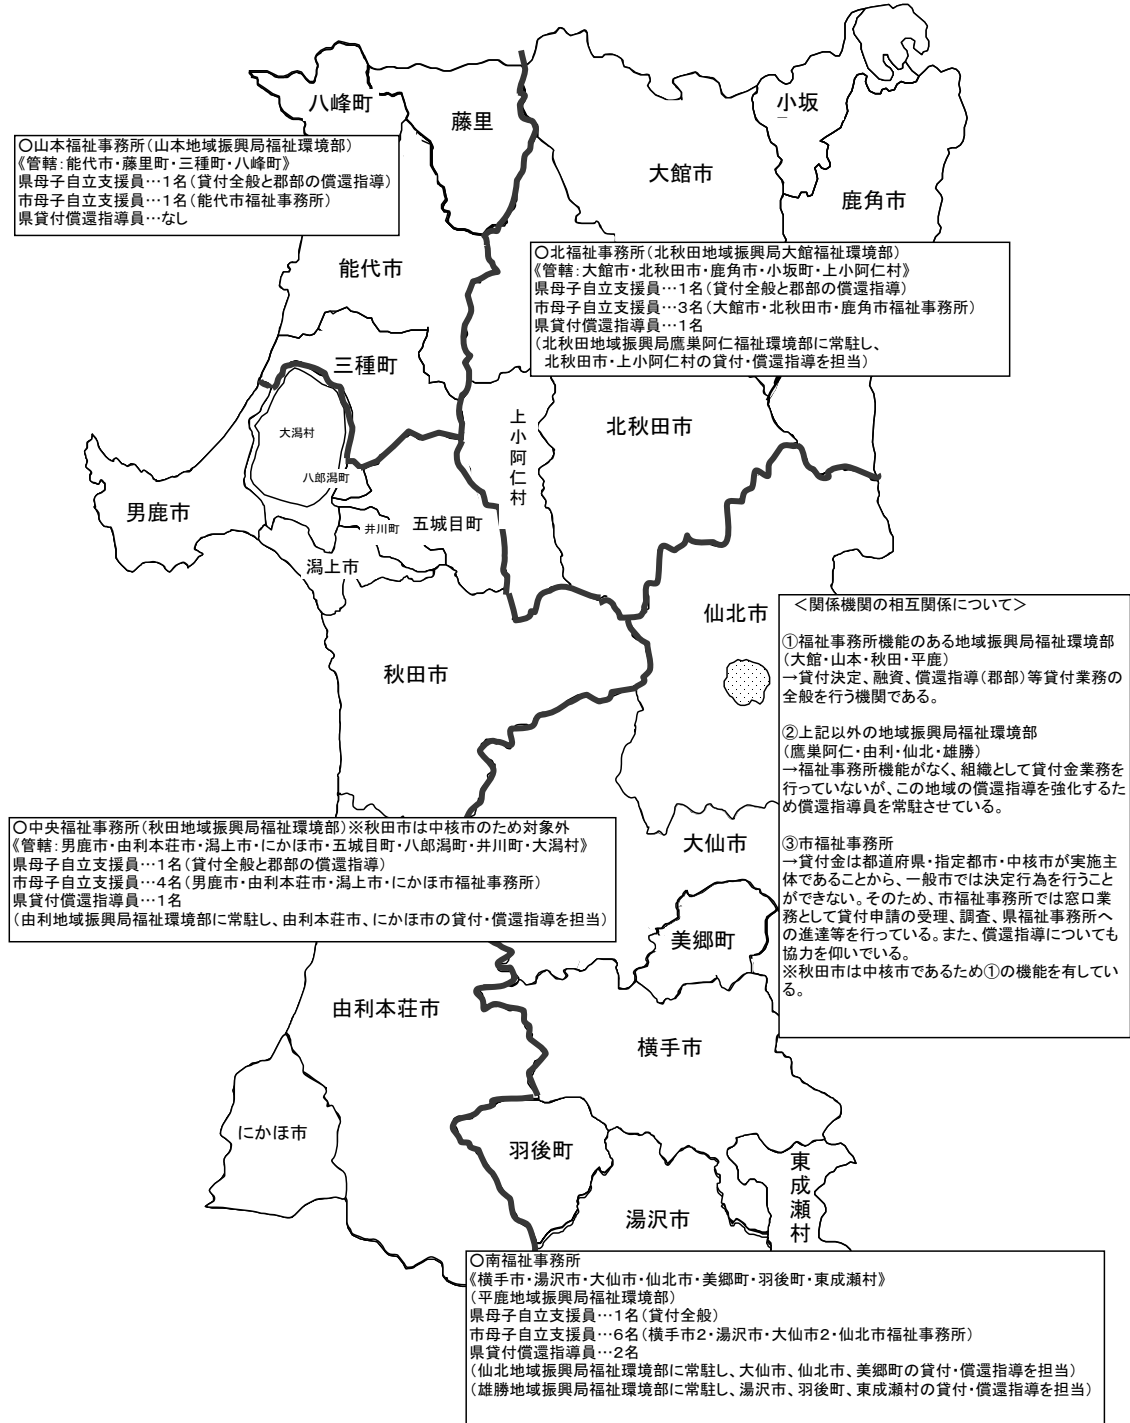 八峰町
藤里
小坂
大館市
鹿角市
○山本福祉事務所(山本地域振興局福祉環境部)
《管轄:能代市・藤里町・三種町・八峰町》
県母子自立支援員…1名(貸付全般と郡部の償還指導)
市母子自立支援員…1名(能代市福祉事務所)
県貸付償還指導員…なし
能代市
○北福祉事務所(北秋田地域振興局大館福祉環境部)
《管轄:大館市・北秋田市・鹿角市・小坂町・上小阿仁村》
県母子自立支援員…1名(貸付全般と郡部の償還指導)
市母子自立支援員…3名(大館市・北秋田市・鹿角市福祉事務所)
県貸付償還指導員…1名
(北秋田地域振興局鷹巣阿仁福祉環境部に常駐し、
北秋田市・上小阿仁村の貸付・償還指導を担当)
三種町
大潟村
上小阿仁村
北秋田市
八郎潟町
男鹿市
井川町
五城目町
潟上市
仙北市
秋田市
<関係機関の相互関係について>
①福祉事務所機能のある地域振興局福祉環境部
(大館・山本・秋田・平鹿)
→貸付決定、融資、償還指導(郡部)等貸付業務の
全般を行う機関である。
②上記以外の地域振興局福祉環境部
(鷹巣阿仁・由利・仙北・雄勝)
→福祉事務所機能がなく、組織として貸付金業務を
行っていないが、この地域の償還指導を強化するた
め償還指導員を常駐させている。
③市福祉事務所
→貸付金は都道府県・指定都市・中核市が実施主
体であることから、一般市では決定行為を行うこと
ができない。そのため、市福祉事務所では窓口業
務として貸付申請の受理、調査、県福祉事務所へ
の進達等を行っている。また、償還指導についても
協力を仰いでいる。
※秋田市は中核市であるため①の機能を有してい
る。
○中央福祉事務所(秋田地域振興局福祉環境部)※秋田市は中核市のため対象外
《管轄:男鹿市・由利本荘市・潟上市・にかほ市・五城目町・八郎潟町・井川町・大潟村》
県母子自立支援員…1名(貸付全般と郡部の償還指導)
市母子自立支援員…4名(男鹿市・由利本荘市・潟上市・にかほ市福祉事務所)
県貸付償還指導員…1名
(由利地域振興局福祉環境部に常駐し、由利本荘市、にかほ市の貸付・償還指導を担当)
大仙市
美郷町
由利本荘市
横手市
にかほ市
羽後町
東成瀬村
湯沢市
○南福祉事務所
《横手市・湯沢市・大仙市・仙北市・美郷町・羽後町・東成瀬村》
(平鹿地域振興局福祉環境部)
県母子自立支援員…1名(貸付全般)
市母子自立支援員…6名(横手市2・湯沢市・大仙市2・仙北市福祉事務所)
県貸付償還指導員…2名
(仙北地域振興局福祉環境部に常駐し、大仙市、仙北市、美郷町の貸付・償還指導を担当)
(雄勝地域振興局福祉環境部に常駐し、湯沢市、羽後町、東成瀬村の貸付・償還指導を担当)